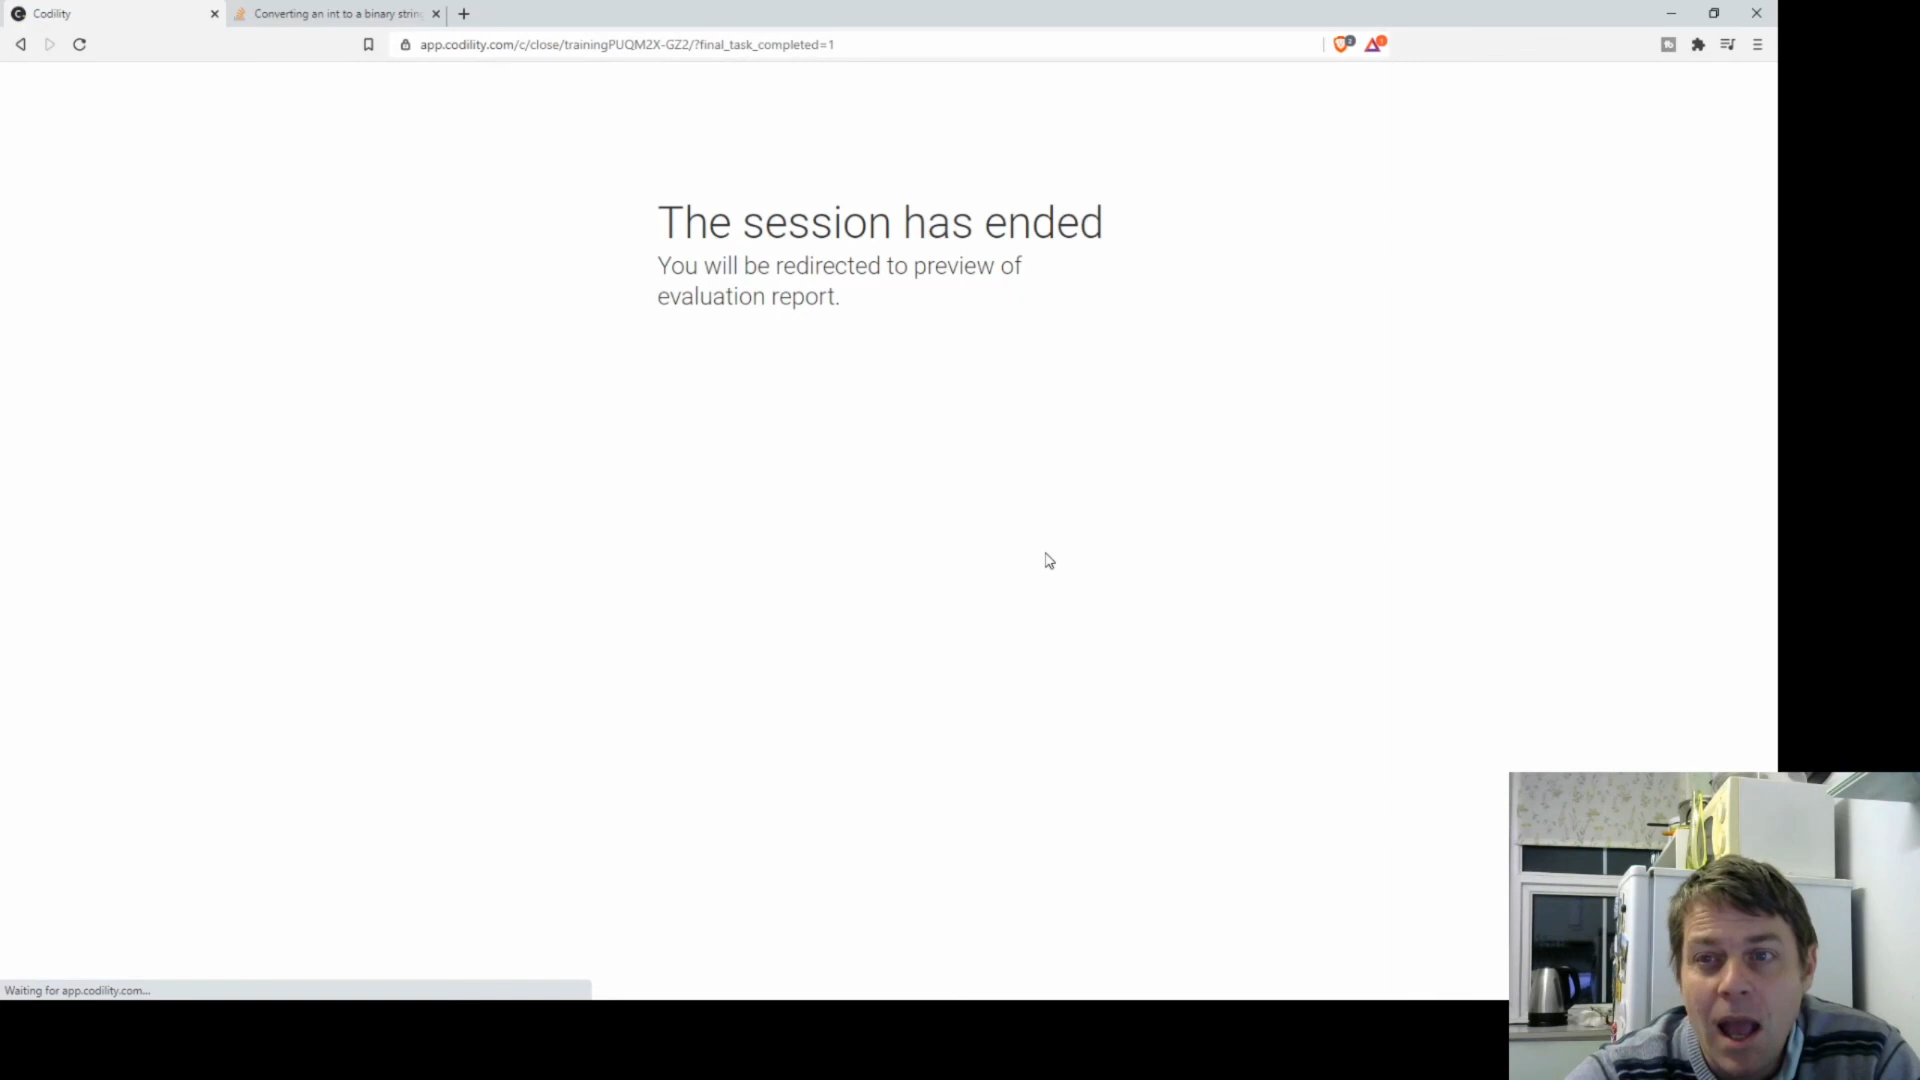 Codility
Converting an int to a binary string
app.codility.com/c/close/trainingPUQM2X-GZ2/?final_task_completed=1
The session has ended
You will be redirected to preview of
evaluation report.
Waiting for app.codility.com...